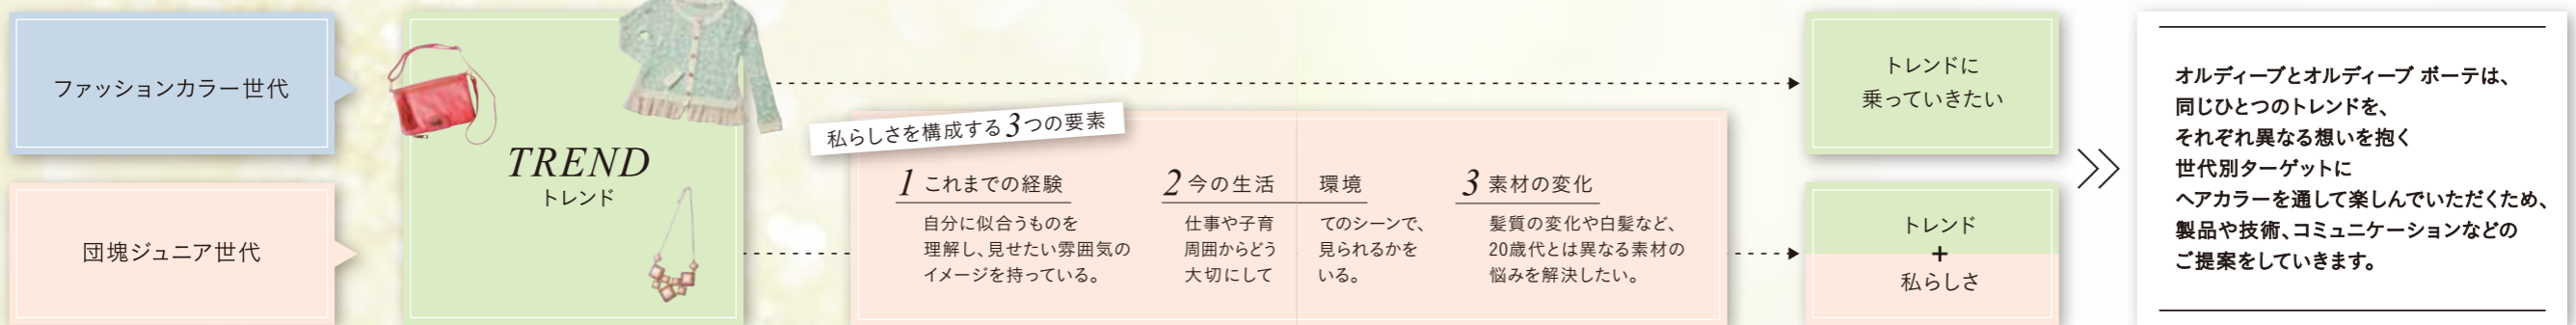 ファッションカラー世代
団塊ジュニア世代
TREND
トレンド
私らしさを構成する3つの要素
1 これまでの経験
自分に似合うものを
理解し、見せたい雰囲気の
イメージを持っている。
2 今の生活 環境
仕事や子育 てのシーンで、
周囲からどう 見られるかを
大切にして いる。
3 素材の変化
髪質の変化や白髪など、
20歳代とは異なる素材の
悩みを解決したい。
トレンドに
乗っていきたい
トレンド
+
私らしさ
オルディーブとオルディーブ ボーテは、
同じひとつのトレンドを、
それぞれ異なる想いを抱く
世代別ターゲットに
ヘアカラーを通して楽しんでいただくため、
製品や技術、コミュニケーションなどの
ご提案をしていきます。